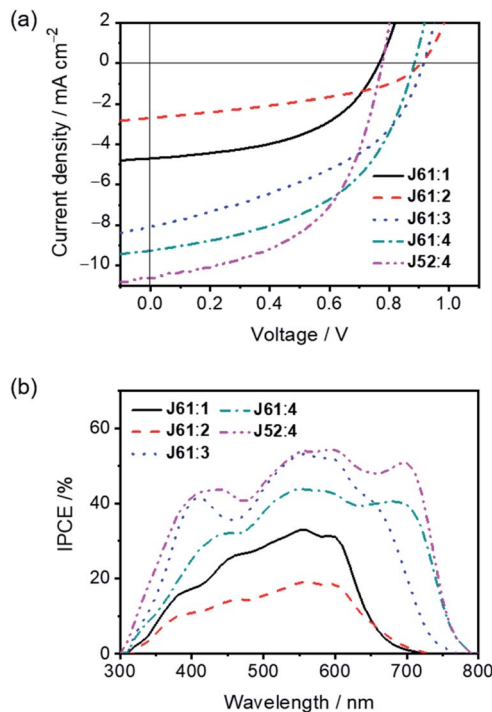 (a)
2
0
−2
−4
−6
−8
−10
Current density / mA cm⁻²
J61:1
J61:2
J61:3
J61:4
J52:4
0.0 0.2 0.4 0.6 0.8 1.0
Voltage / V
(b)
J61:1 J61:4
J61:2 J52:4
J61:3
60
40
20
0
IPCE /%
300 400 500 600 700 800
Wavelength / nm